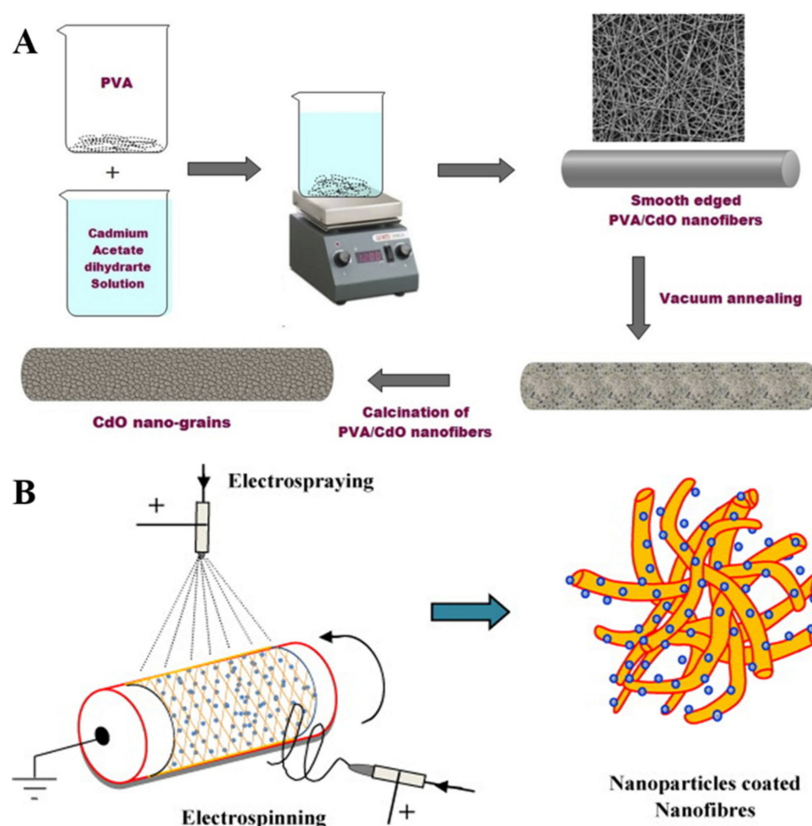 A
PVA
+
Cadmium
Acetate
dihydrarte
Solution
Smooth edged
PVA/CdO nanofibers
Vacuum annealing
CdO nano-grains
Calcination of
PVA/CdO nanofibers
B
Electrospraying
+
Electrospinning
+
Nanoparticles coated
Nanofibres